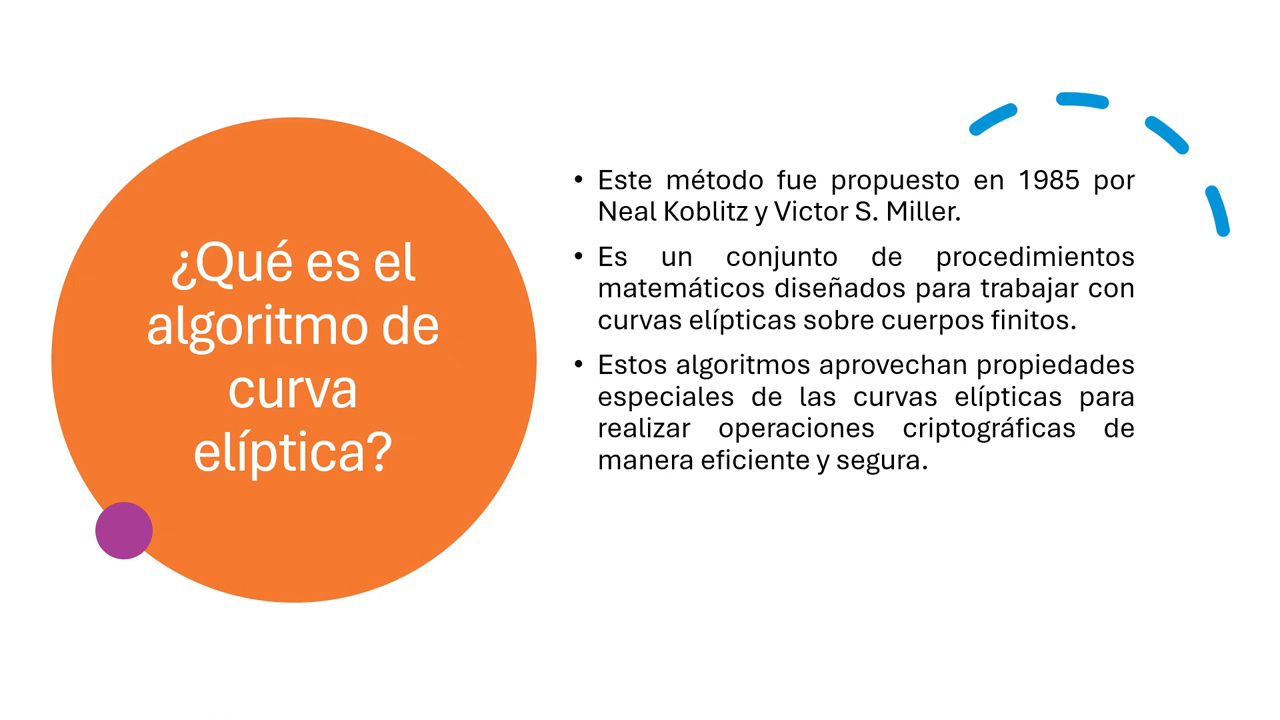 ¿Qué es el
algoritmo de
curva
elíptica?
• Este método fue propuesto en 1985 por
Neal Koblitz y Victor S. Miller.
• Es un conjunto de procedimientos
matemáticos diseñados para trabajar con
curvas elípticas sobre cuerpos finitos.
• Estos algoritmos aprovechan propiedades
especiales de las curvas elípticas para
realizar operaciones criptográficas de
manera eficiente y segura.